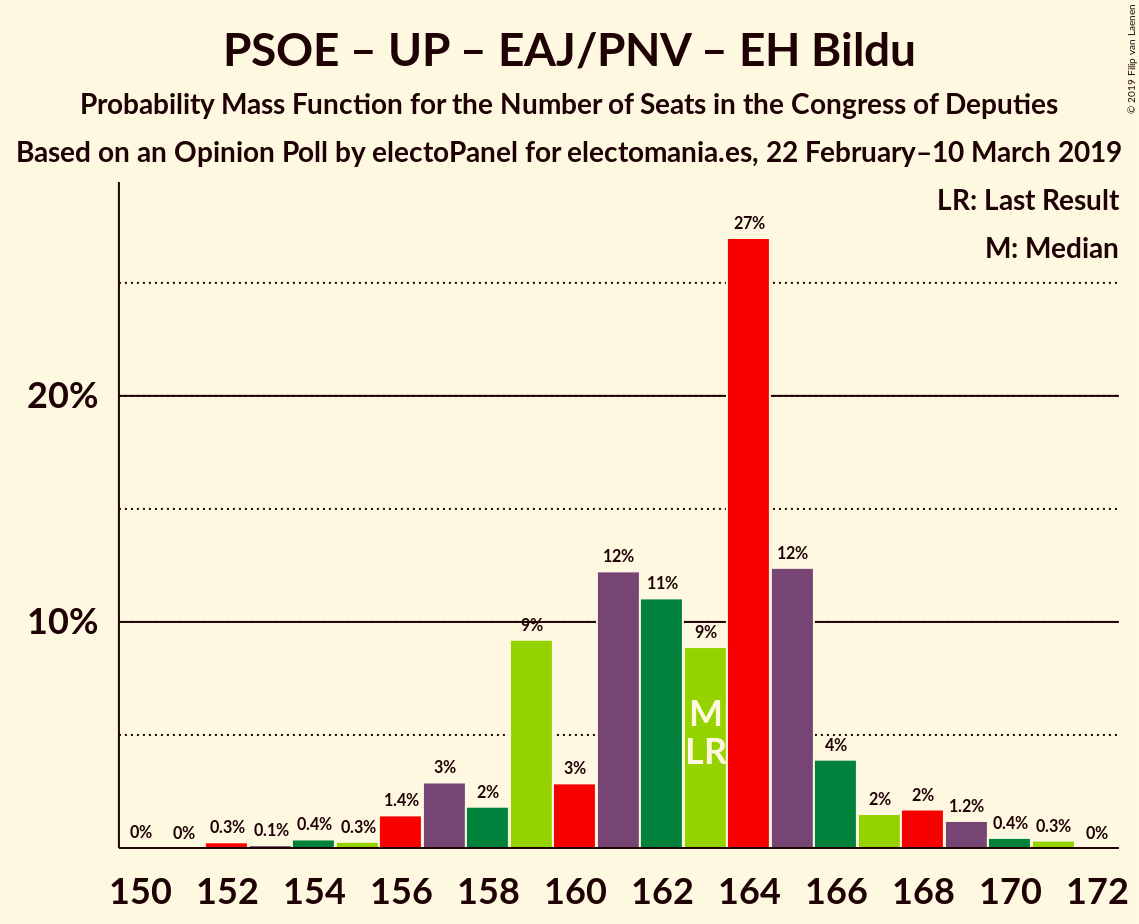 PSOE – UP – EAJ/PNV – EH Bildu
Probability Mass Function for the Number of Seats in the Congress of Deputies
Based on an Opinion Poll by electoPanel for electomania.es, 22 February–10 March 2019
© 2019 Filip van Laenen
LR: Last Result
M: Median
20%
10%
0% 0% 0.3% 0.1% 0.4% 0.3% 1.4% 3% 2% 9% 3% 12% 11% 9% 27% 12% 4% 2% 2% 1.2% 0.4% 0.3% 0%
M
LR
150 152 154 156 158 160 162 164 166 168 170 172